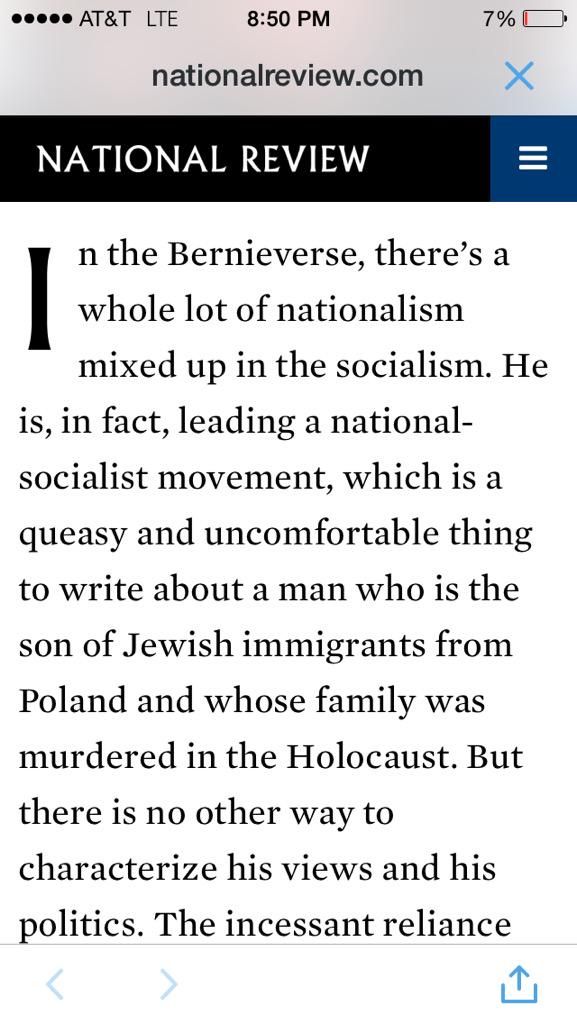 AT&T LTE 8:50 PM 7%
nationalreview.com
NATIONAL REVIEW
In the Bernieverse, there’s a
whole lot of nationalism
mixed up in the socialism. He
is, in fact, leading a national-
socialist movement, which is a
queasy and uncomfortable thing
to write about a man who is the
son of Jewish immigrants from
Poland and whose family was
murdered in the Holocaust. But
there is no other way to
characterize his views and his
politics. The incessant reliance